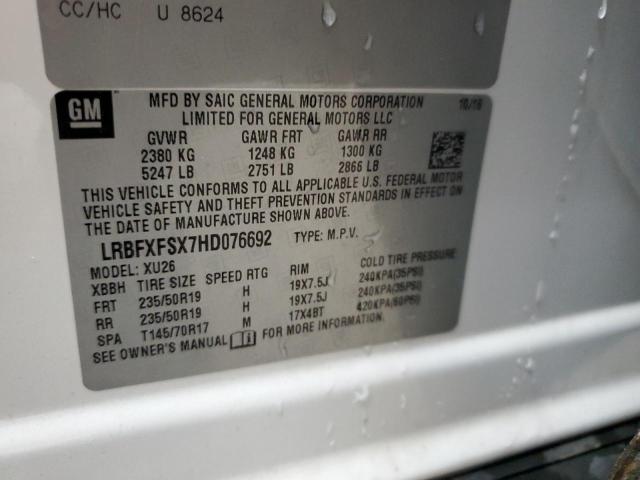 CC/HC U 8624
GM
MFD BY SAIC GENERAL MOTORS CORPORATION 10/16
LIMITED FOR GENERAL MOTORS LLC
GVWR GAWR FRT GAWR RR
2380 KG 1248 KG 1300 KG
5247 LB 2751 LB 2866 LB
THIS VEHICLE CONFORMS TO ALL APPLICABLE U.S. FEDERAL MOTOR
VEHICLE SAFETY AND THEFT PREVENTION STANDARDS IN EFFECT ON
THE DATE OF MANUFACTURE SHOWN ABOVE.
LRBFXFSX7HD076692 TYPE: M.P.V.
MODEL: XU26
XBBH TIRE SIZE SPEED RTG RIM COLD TIRE PRESSURE
FRT 235/50R19 H 19X7.5J 240KPA(35PSI)
RR 235/50R19 H 19X7.5J 240KPA(35PSI)
SPA T145/70R17 M 17X4BT 420KPA(60PSI)
SEE OWNER'S MANUAL FOR MORE INFORMATION.